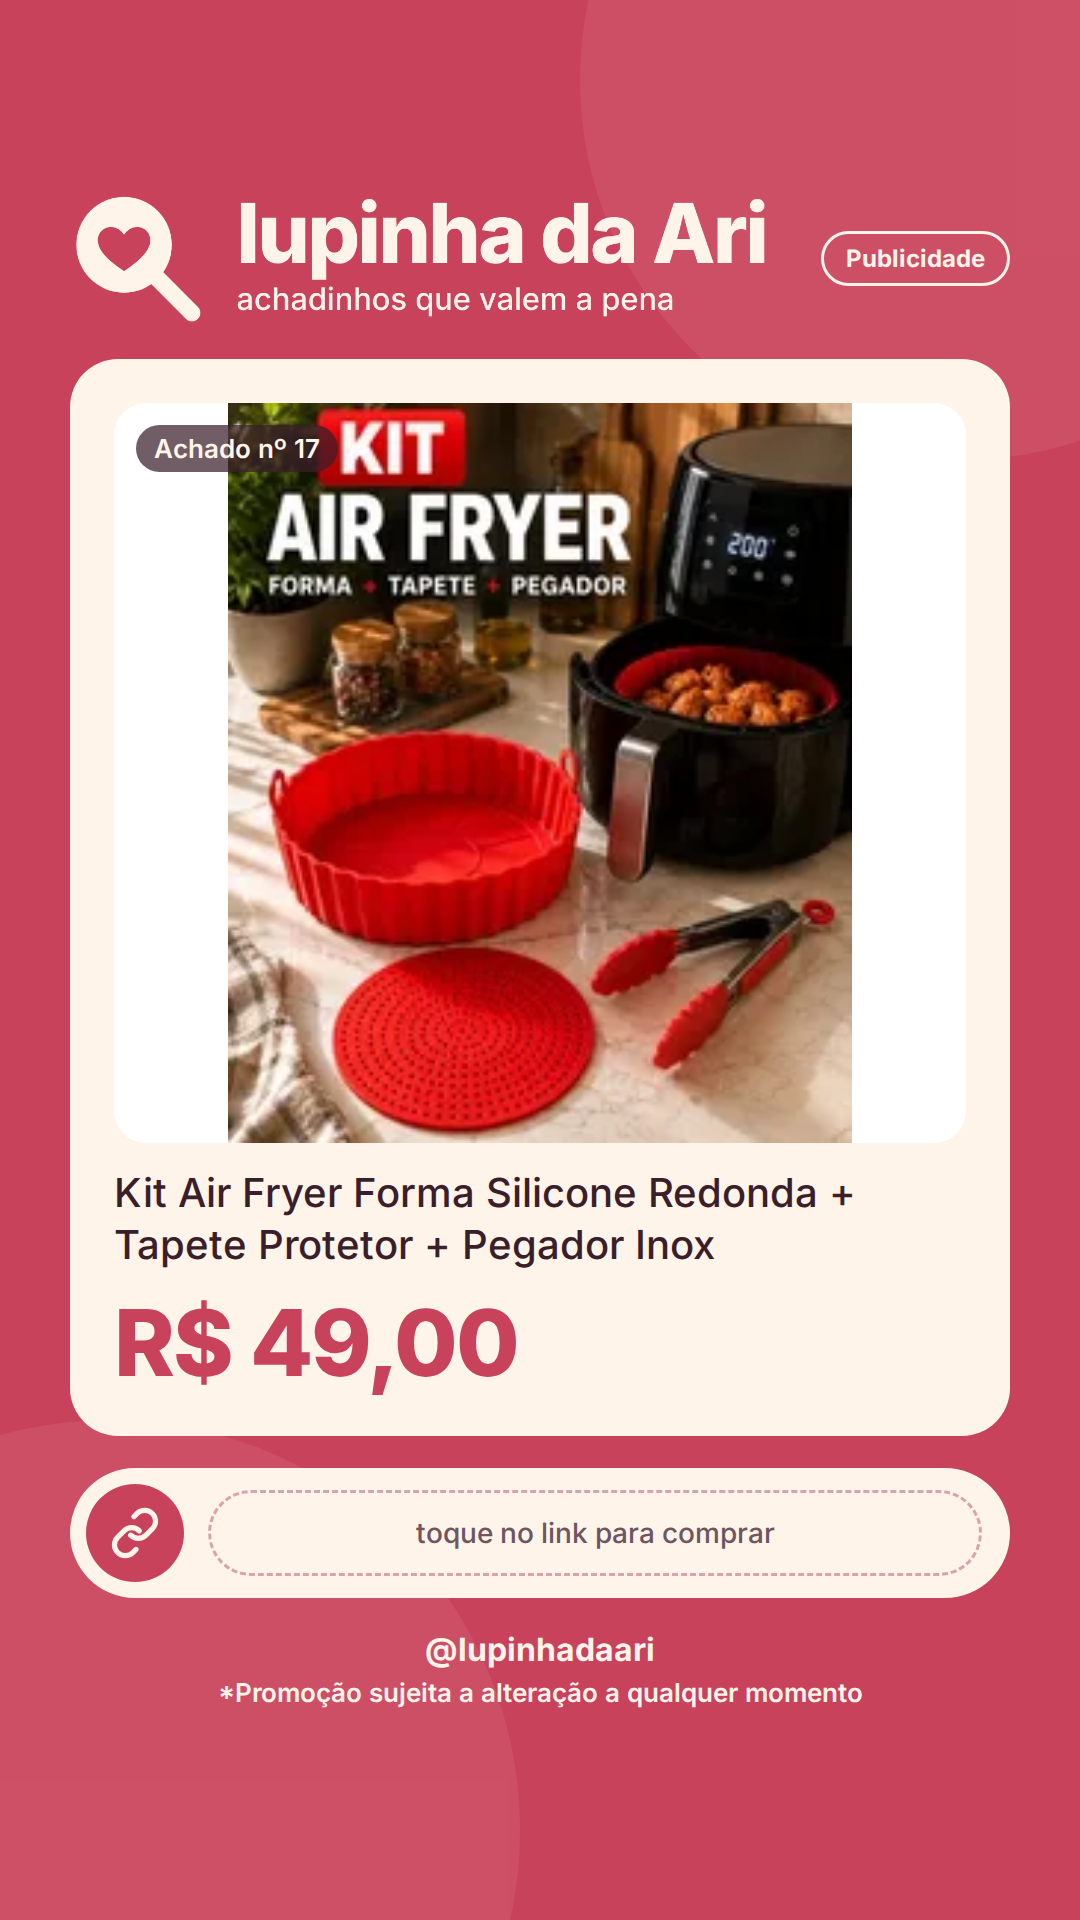 lupinha da Ari
achadinhos que valem a pena
Publicidade
Achado nº 17
KIT
AIR FRYER
FORMA + TAPETE + PEGADOR
200°
Kit Air Fryer Forma Silicone Redonda +
Tapete Protetor + Pegador Inox
R$ 49,00
toque no link para comprar
@lupinhadaari
*Promoção sujeita a alteração a qualquer momento